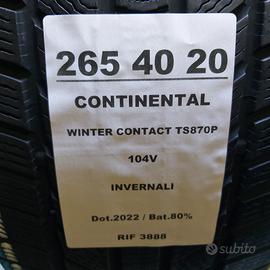 265 40 20
CONTINENTAL
WINTER CONTACT TS870P
104V
INVERNALI
Dot.2022 / Bat.80%
RIF 3888
subito